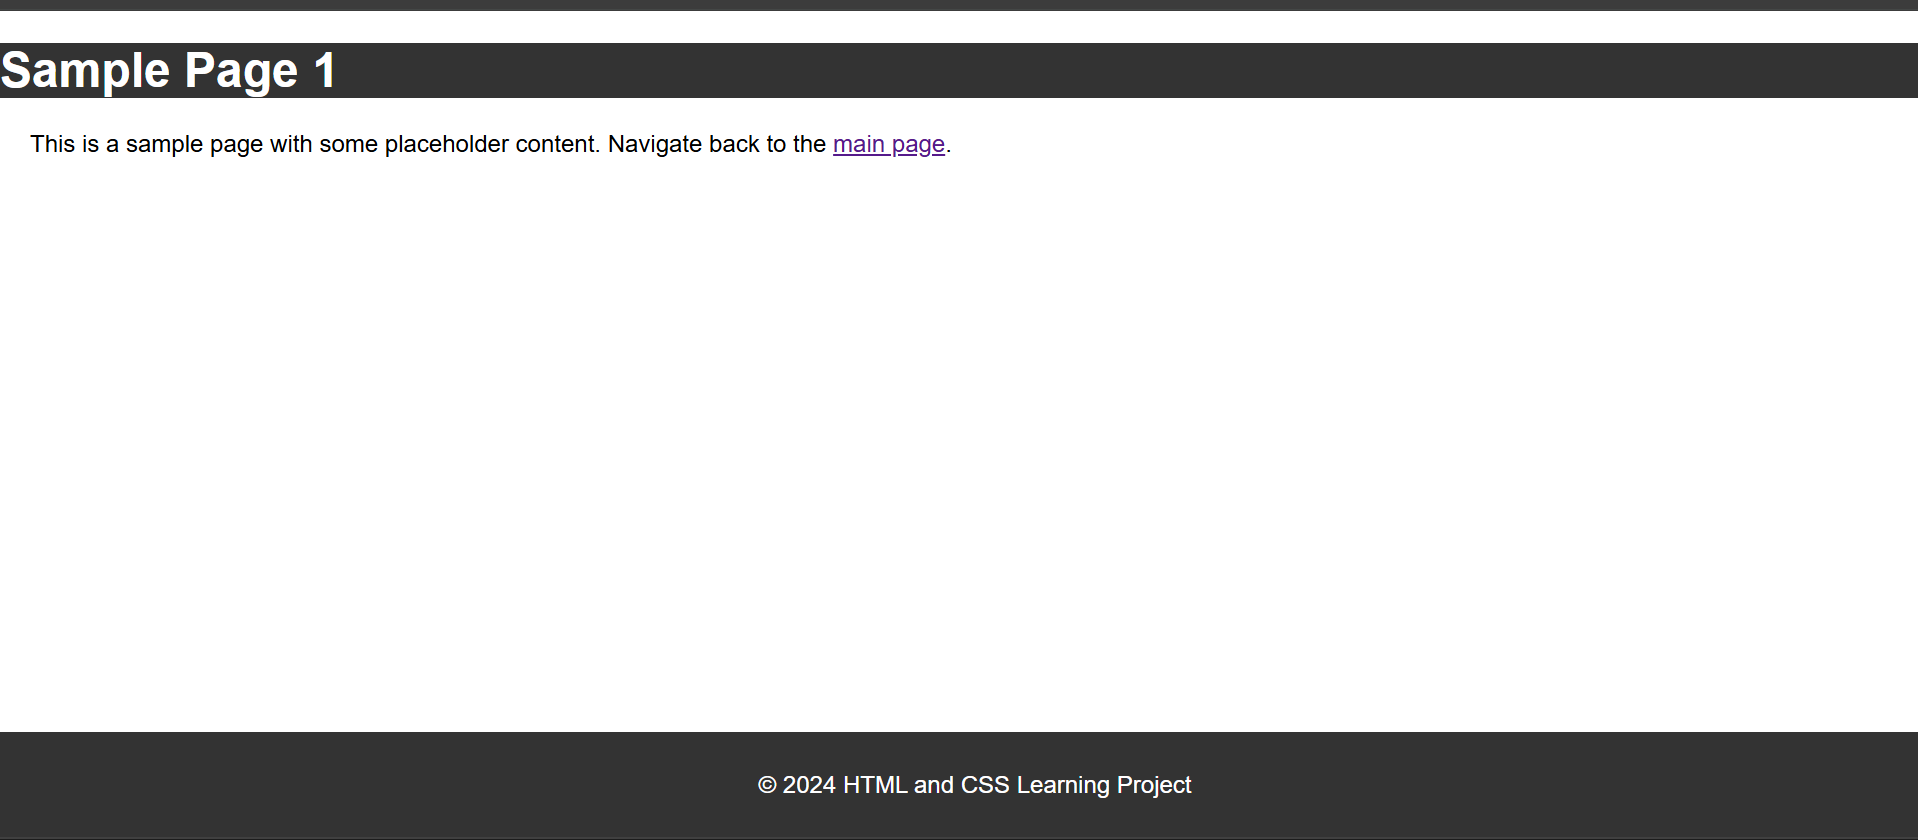 Sample Page 1
This is a sample page with some placeholder content. Navigate back to the main page.
© 2024 HTML and CSS Learning Project